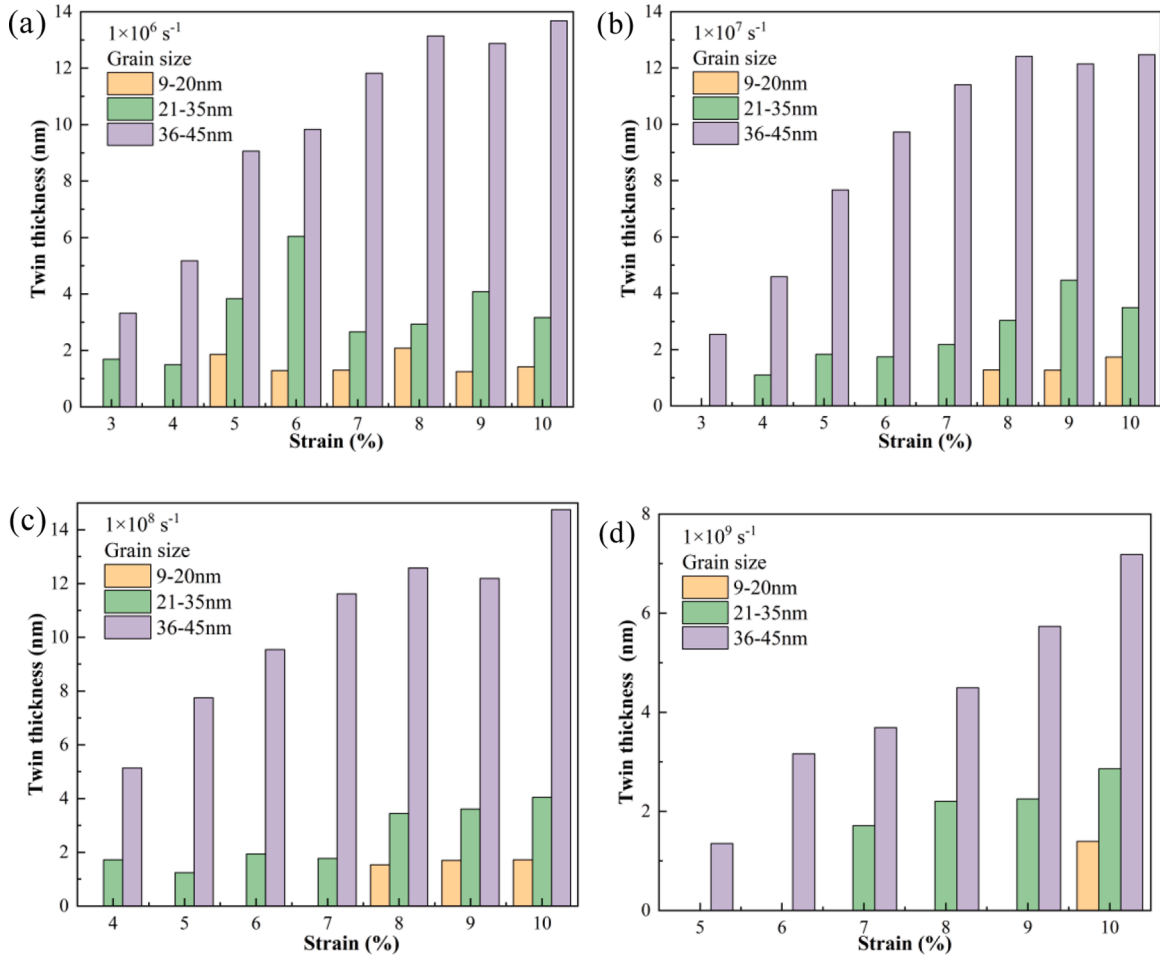 (a)
1×10⁶ s⁻¹
Grain size
9-20nm
21-35nm
36-45nm
Twin thickness (nm)
14
12
10
8
6
4
2
0
3 4 5 6 7 8 9 10
Strain (%)
(b)
1×10⁷ s⁻¹
Grain size
9-20nm
21-35nm
36-45nm
Twin thickness (nm)
14
12
10
8
6
4
2
0
3 4 5 6 7 8 9 10
Strain (%)
(c)
1×10⁸ s⁻¹
Grain size
9-20nm
21-35nm
36-45nm
Twin thickness (nm)
14
12
10
8
6
4
2
0
4 5 6 7 8 9 10
Strain (%)
(d)
1×10⁹ s⁻¹
Grain size
9-20nm
21-35nm
36-45nm
Twin thickness (nm)
8
6
4
2
0
5 6 7 8 9 10
Strain (%)